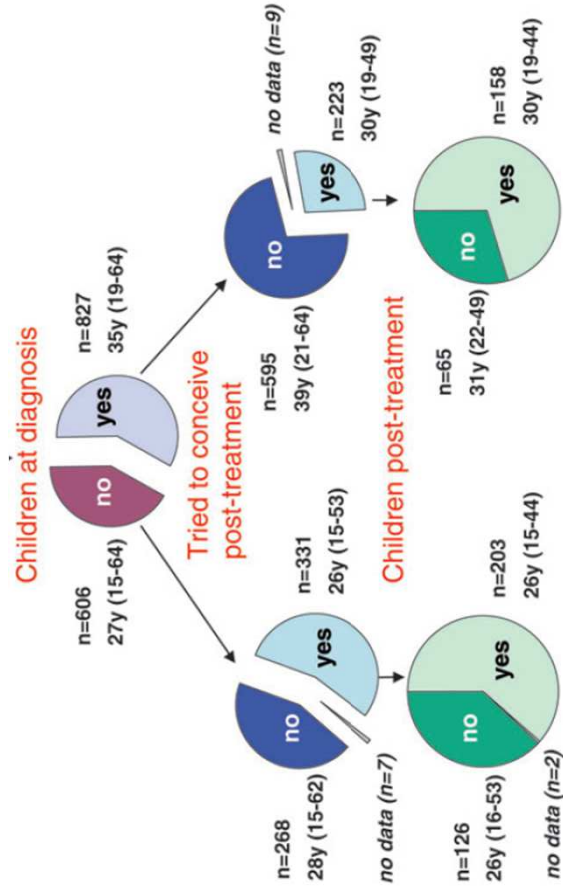 Children at diagnosis
n=606
27y (15-64)
no
yes
n=827
35y (19-64)
Tried to conceive
post-treatment
n=268
28y (15-62)
no
yes
n=331
26y (15-53)
no data (n=7)
n=595
39y (21-64)
no
yes
no data (n=9)
n=223
30y (19-49)
Children post-treatment
n=126
26y (16-53)
no data (n=2)
no
yes
n=203
26y (15-44)
n=65
31y (22-49)
no
yes
n=158
30y (19-44)